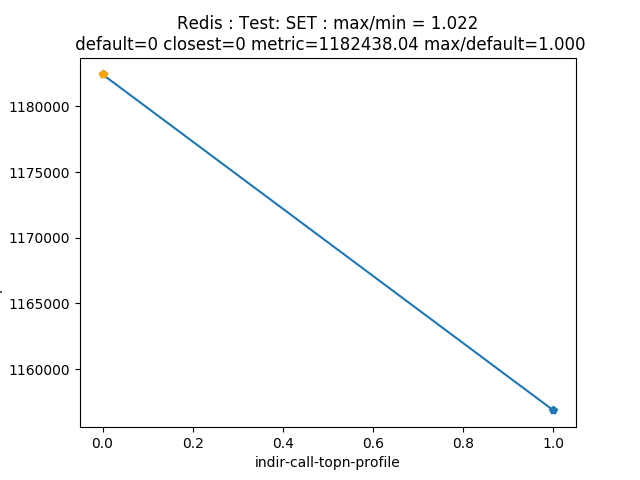 Redis : Test: SET : max/min = 1.022
default=0 closest=0 metric=1182438.04 max/default=1.000
1180000
1175000
1170000
1165000
1160000
0.0 0.2 0.4 0.6 0.8 1.0
indir-call-topn-profile